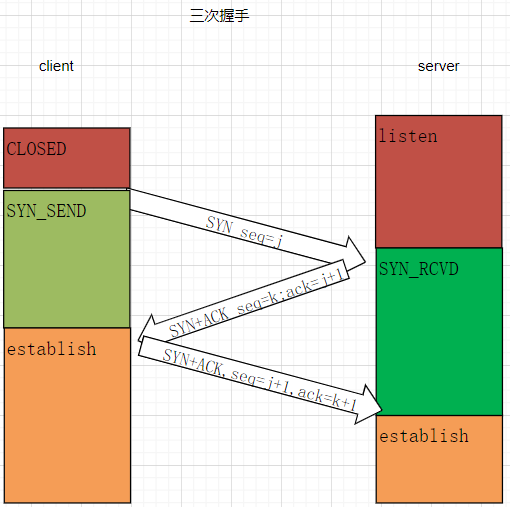 三次握手
client
server
CLOSED
listen
SYN_SEND
SYN seq=j
SYN_RCVD
SYN+ACK seq=k;ack=j+1
establish
SYN+ACK,seq=j+1,ack=k+1
establish